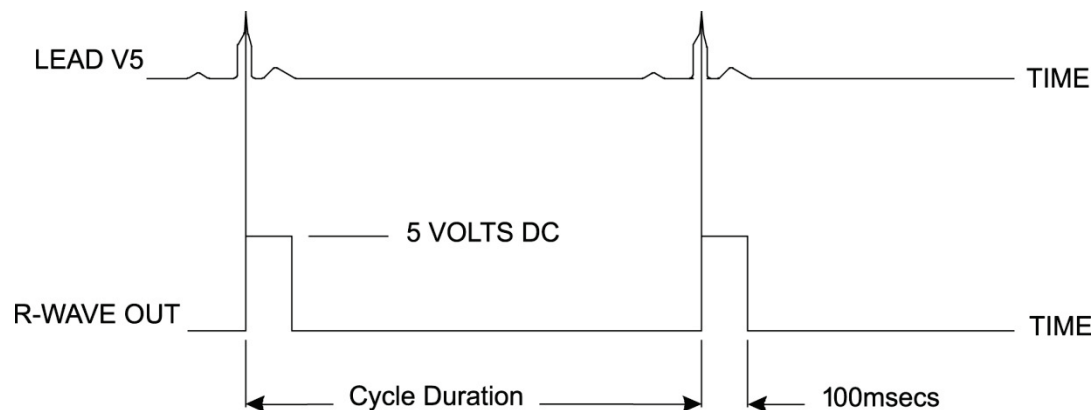 LEAD V5
TIME
5 VOLTS DC
R-WAVE OUT
TIME
Cycle Duration
100msecs